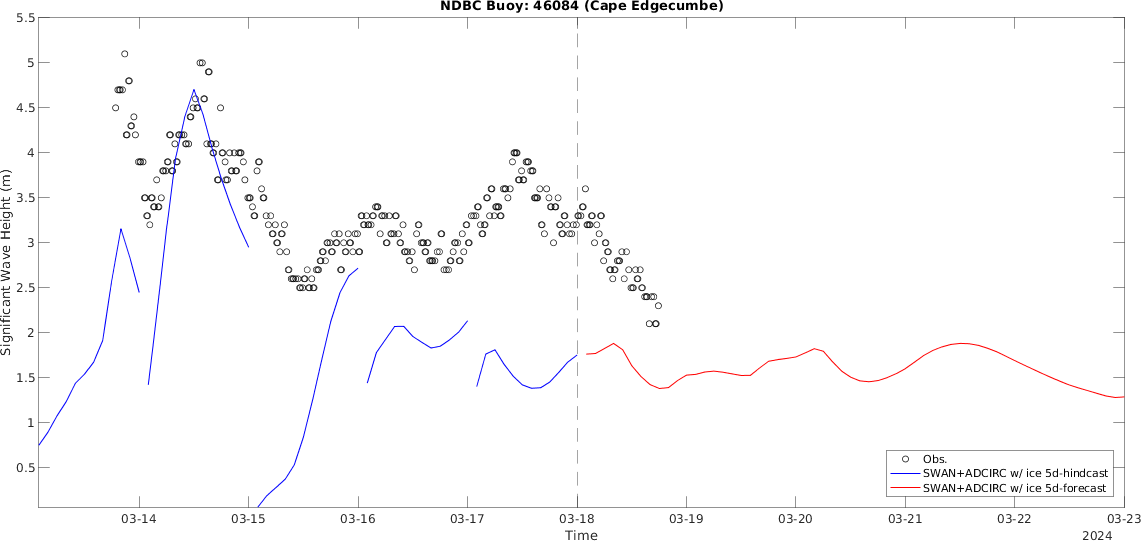 NDBC Buoy: 46084 (Cape Edgecumbe)
5.5
5
4.5
4
3.5
3
2.5
2
1.5
1
0.5
Significant Wave Height (m)
Obs.
SWAN+ADCIRC w/ ice 5d-hindcast
SWAN+ADCIRC w/ ice 5d-forecast
03-14 03-15 03-16 03-17 03-18 03-19 03-20 03-21 03-22 03-23
Time
2024